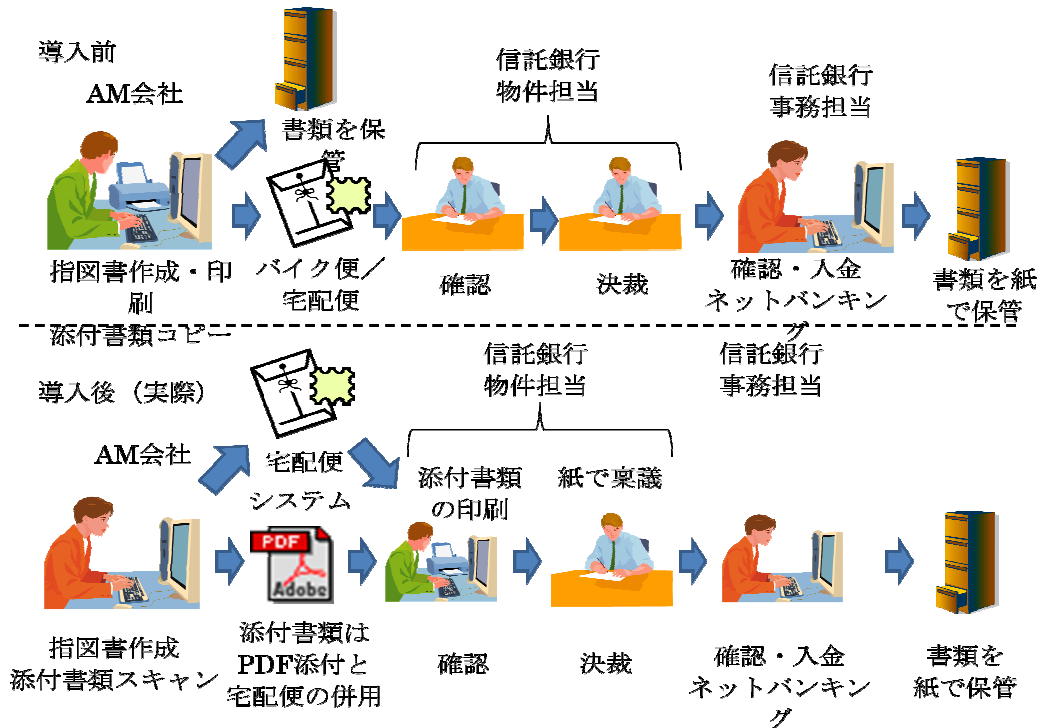 導入前
AM会社
書類を保
管
信託銀行
物件担当
信託銀行
事務担当
指図書作成・印
刷
添付書類コピー
バイク便／
宅配便
確認
決裁
確認・入金
ネットバンキン
グ
書類を紙
で保管
導入後（実際）
AM会社
宅配便
システム
信託銀行
物件担当
信託銀行
事務担当
添付書類
の印刷
紙で稟議
PDF
Adobe
指図書作成
添付書類スキャン
添付書類は
PDF添付と
宅配便の併用
確認
決裁
確認・入金
ネットバンキン
グ
書類を
紙で保管